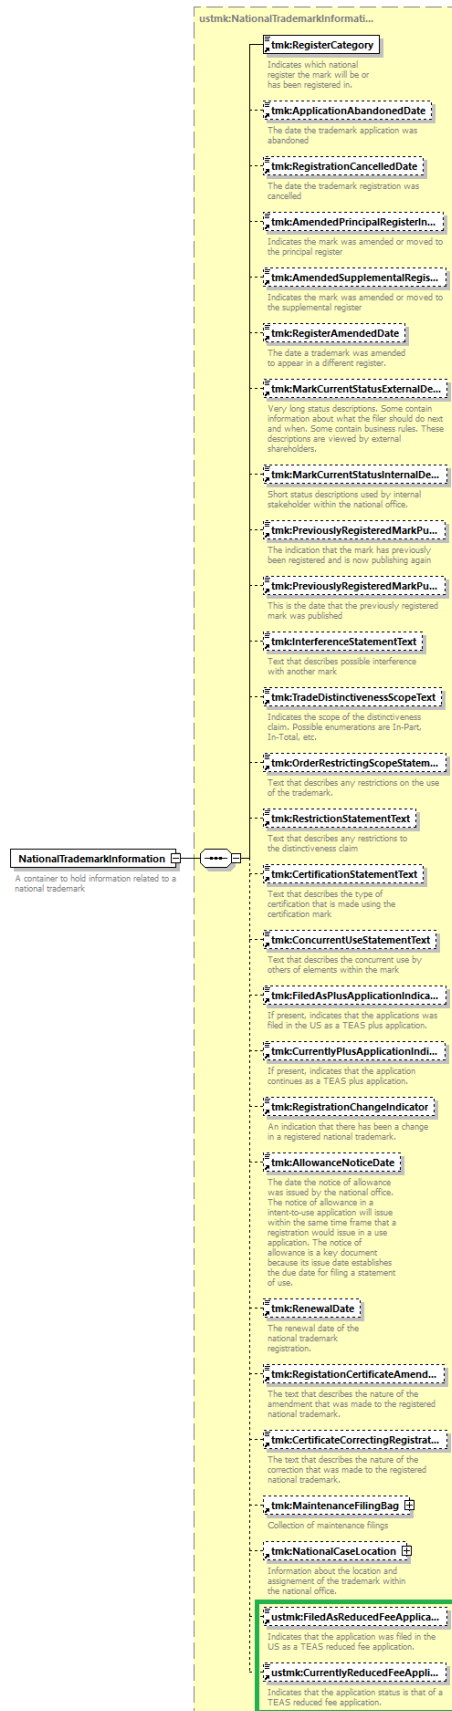 ustmk:NationalTrademarkInformati...
tmk:RegisterCategory
Indicates which national
register the mark will be or
has been registered in.
tmk:ApplicationAbandonedDate
The date the trademark application was
abandoned
tmk:RegistrationCancelledDate
The date the trademark registration was
cancelled
tmk:AmendedPrincipalRegisterIn...
Indicates the mark was amended or moved to
the principal register
tmk:AmendedSupplementalRegis...
Indicates the mark was amended or moved to
the supplemental register
tmk:RegisterAmendedDate
The date a trademark was amended
to appear in a different register.
tmk:MarkCurrentStatusExternalDe...
Very long status descriptions. Some contain
information about what the filer should do next
and when. Some contain business rules. These
descriptions are viewed by external
shareholders.
tmk:MarkCurrentStatusInternalDe...
Short status descriptions used by internal
stakeholder within the national office.
tmk:PreviouslyRegisteredMarkPu...
The indication that the mark has previously
been registered and is now publishing again
tmk:PreviouslyRegisteredMarkPu...
This is the date that the previously registered
mark was published
tmk:InterferenceStatementText
Text that describes possible interference
with another mark
tmk:TradeDistinctivenessScopeText
Indicates the scope of the distinctiveness
claim. Possible enumerations are In-Part,
In-Total, etc.
tmk:OrderRestrictingScopeStatem...
Text that describes any restrictions on the use
of the trademark.
tmk:RestrictionStatementText
Text that describes any restrictions to
the distinctiveness claim
NationalTrademarkInformation
A container to hold information related to a
national trademark
tmk:CertificationStatementText
Text that describes the type of
certification that is made using the
certification mark
tmk:ConcurrentUseStatementText
Text that describes the concurrent use by
others of elements within the mark
tmk:FiledAsPlusApplicationIndica...
If present, indicates that the applications was
filed in the US as a TEAS plus application.
tmk:CurrentlyPlusApplicationIndi...
If present, indicates that the application
continues as a TEAS plus application.
tmk:RegistrationChangeIndicator
An indication that there has been a change
in a registered national trademark.
tmk:AllowanceNoticeDate
The date the notice of allowance
was issued by the national office.
The notice of allowance in a
intent-to-use application will issue
within the same time frame that a
registration would issue in a use
application. The notice of
allowance is a key document
because its issue date establishes
the due date for filing a statement
of use.
tmk:RenewalDate
The renewal date of the
national trademark
registration.
tmk:RegistationCertificateAmend...
The text that describes the nature of the
amendment that was made to the registered
national trademark.
tmk:CertificateCorrectingRegistrat...
The text that describes the nature of the
correction that was made to the registered
national trademark.
tmk:MaintenanceFilingBag
Collection of maintenance filings
tmk:NationalCaseLocation
Information about the location and
assignement of the trademark within
the national office.
ustmk:FiledAsReducedFeeApplica...
Indicates that the application was filed in the
US as a TEAS reduced fee application.
ustmk:CurrentlyReducedFeeAppli...
Indicates that the application status is that of a
TEAS reduced fee application.